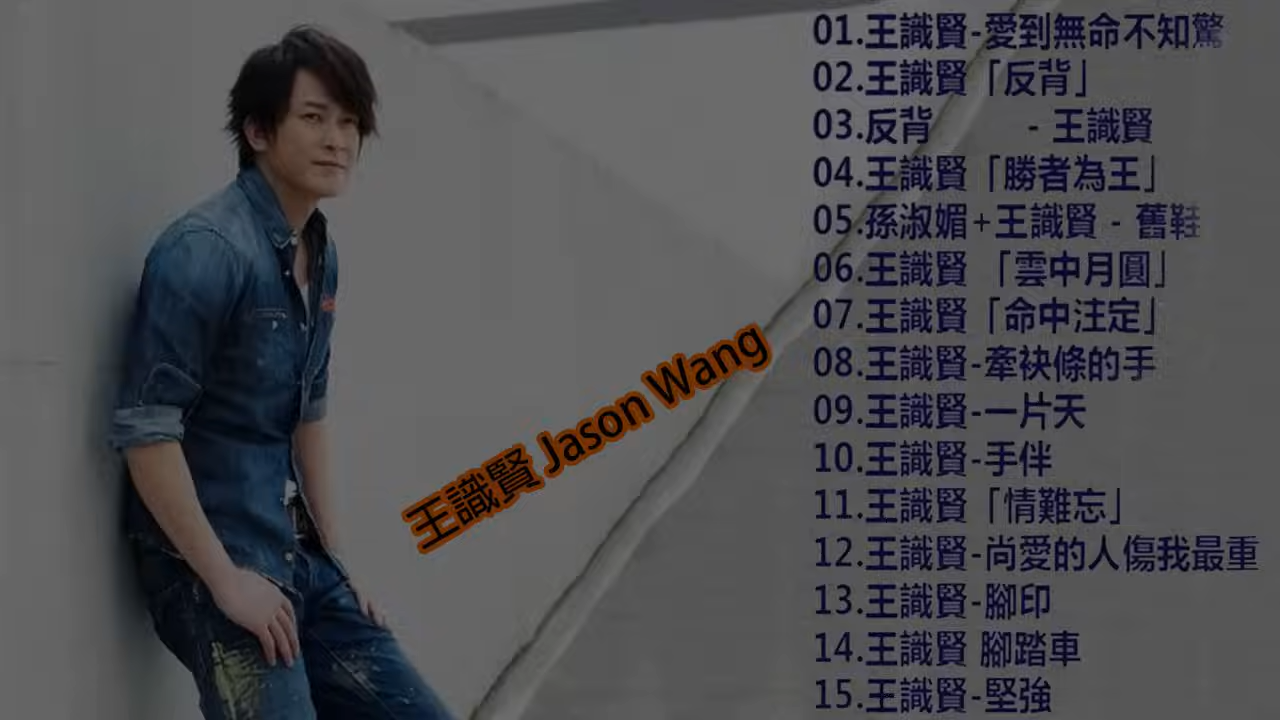 01.王識賢-愛到無命不知驚
02.王識賢「反背」
03.反背 - 王識賢
04.王識賢「勝者為王」
05.孫淑媚+王識賢 - 舊鞋
06.王識賢 「雲中月圓」
07.王識賢「命中注定」
08.王識賢-牽袂條的手
09.王識賢-一片天
10.王識賢-手伴
11.王識賢「情難忘」
12.王識賢-尚愛的人傷我最重
13.王識賢-腳印
14.王識賢 腳踏車
15.王識賢-堅強
王識賢 Jason Wang